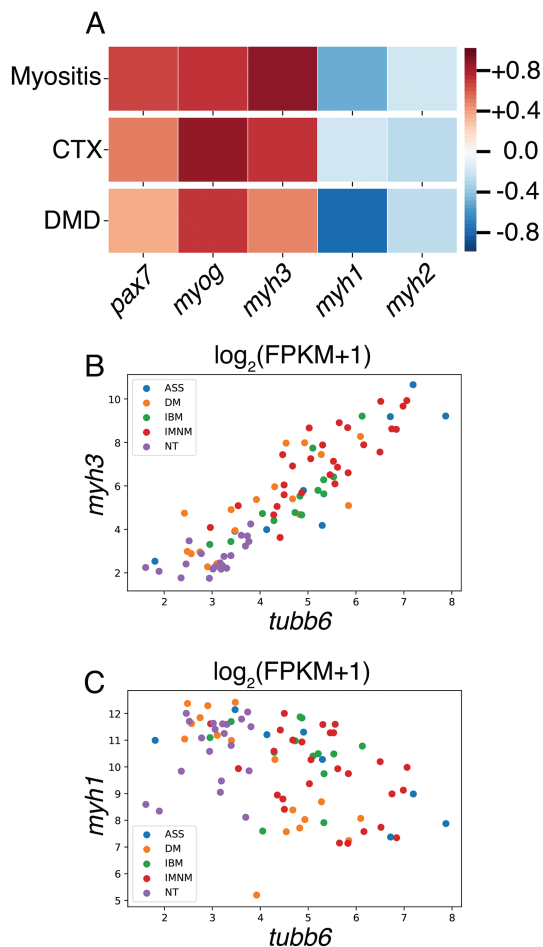 A
Myositis
CTX
DMD
+0.8
+0.4
0.0
-0.4
-0.8
pax7 myog myh3 myh1 myh2
B
log2(FPKM+1)
ASS
DM
IBM
IMNM
NT
10
8
6
4
2
myh3
2 3 4 5 6 7 8
tubb6
C
log2(FPKM+1)
12
11
10
9
8
7
6
5
myh1
ASS
DM
IBM
IMNM
NT
2 3 4 5 6 7 8
tubb6